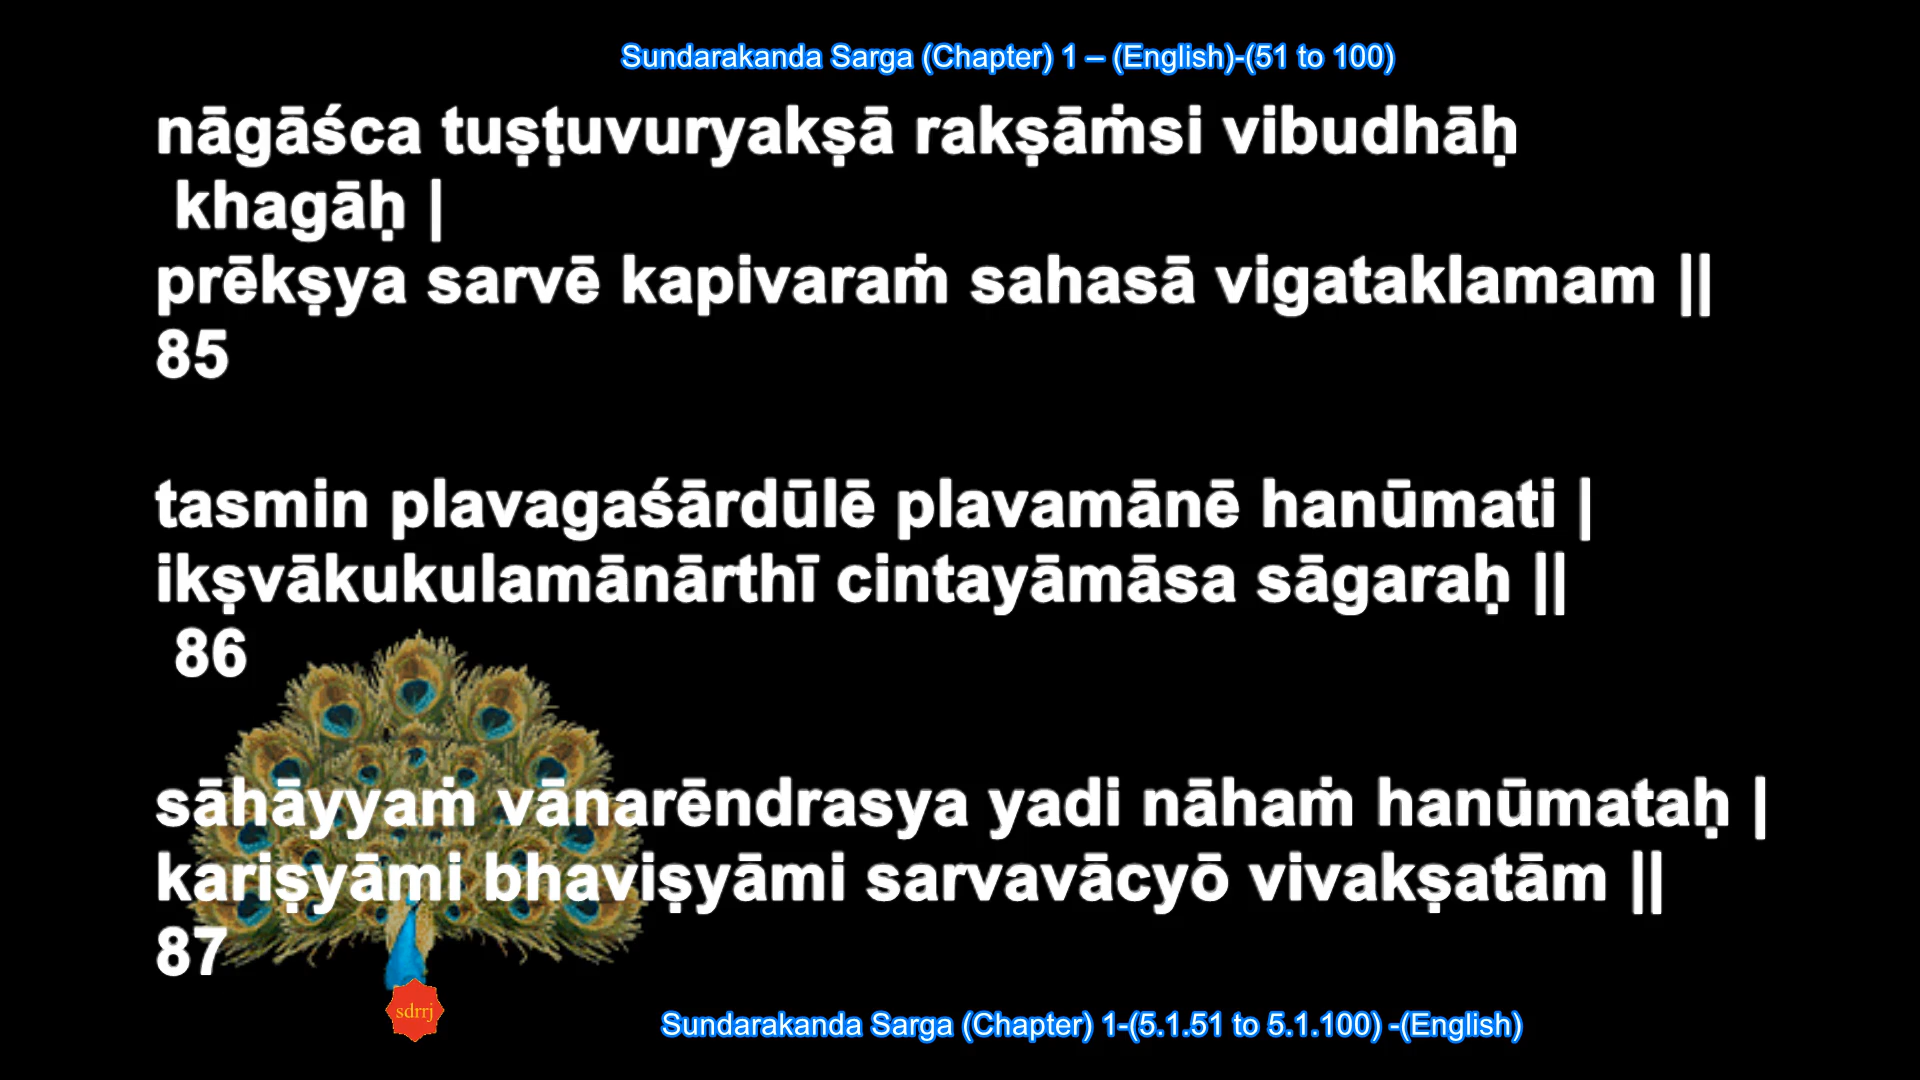 Sundarakanda Sarga (Chapter) 1 – (English)-(51 to 100)
nāgāśca tuṣṭuvuryakṣā rakṣāṁsi vibudhāḥ
khagāḥ |
prēkṣya sarvē kapivaraṁ sahasā vigataklamam ||
85
tasmin plavagaśārdūlē plavamānē hanūmati |
ikṣvākukulamānārthī cintayāmāsa sāgaraḥ ||
86
sāhāyyaṁ vānarēndrasya yadi nāhaṁ hanūmataḥ |
kariṣyāmi bhaviṣyāmi sarvavācyō vivakṣatām ||
87
sdrrj
Sundarakanda Sarga (Chapter) 1-(5.1.51 to 5.1.100) -(English)